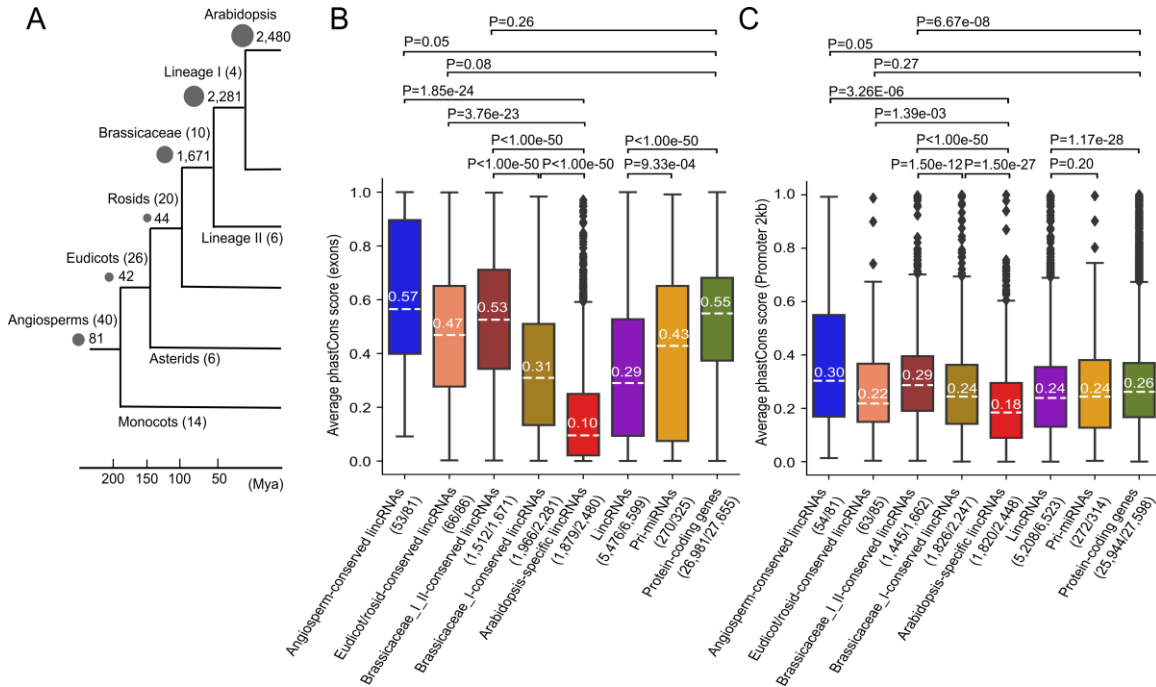 A
Arabidopsis
2,480
Lineage I (4)
2,281
Brassicaceae (10)
1,671
Rosids (20)
44
Lineage II (6)
Eudicots (26)
42
Angiosperms (40)
81
Asterids (6)
Monocots (14)
200 150 100 50 (Mya)
B
P=0.26
P=0.05
P=0.08
P=1.85e-24
P=3.76e-23
P<1.00e-50 P<1.00e-50
P<1.00e-50 P<1.00e-50 P=9.33e-04
Average phastCons score (exons)
1.0
0.8
0.6
0.4
0.2
0.0
0.57
0.47
0.53
0.31
0.10
0.29
0.43
0.55
Angiosperm-conserved lincRNAs
(53/81)
Eudicot/rosid-conserved lincRNAs
(66/86)
Brassicaceae_I_II-conserved lincRNAs
(1,512/1,671)
Brassicaceae_I-conserved lincRNAs
(1,966/2,281)
Arabidopsis-specific lincRNAs
(1,879/2,480)
LincRNAs
(5,476/6,599)
Pri-miRNAs
(270/325)
Protein-coding genes
(26,981/27,655)
C
P=6.67e-08
P=0.05
P=0.27
P=3.26E-06
P=1.39e-03
P<1.00e-50 P=1.17e-28
P=1.50e-12 P=1.50e-27 P=0.20
Average phastCons score (Promoter 2kb)
1.0
0.8
0.6
0.4
0.2
0.0
0.30
0.22
0.29
0.24
0.18
0.24
0.24
0.26
Angiosperm-conserved lincRNAs
(54/81)
Eudicot/rosid-conserved lincRNAs
(63/85)
Brassicaceae_I_II-conserved lincRNAs
(1,445/1,662)
Brassicaceae_I-conserved lincRNAs
(1,826/2,247)
Arabidopsis-specific lincRNAs
(1,820/2,448)
LincRNAs
(5,208/6,523)
Pri-miRNAs
(272/314)
Protein-coding genes
(25,944/27,598)